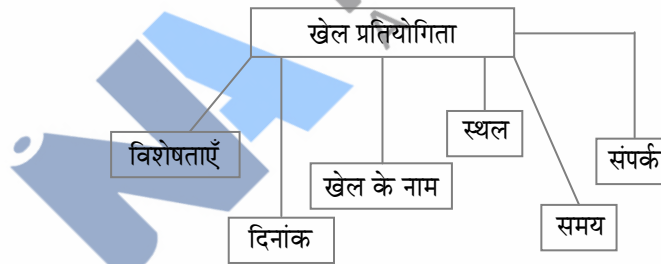 खेल प्रतियोगिता
विशेषताएँ
दिनांक
खेल के नाम
स्थल
समय
संपर्क